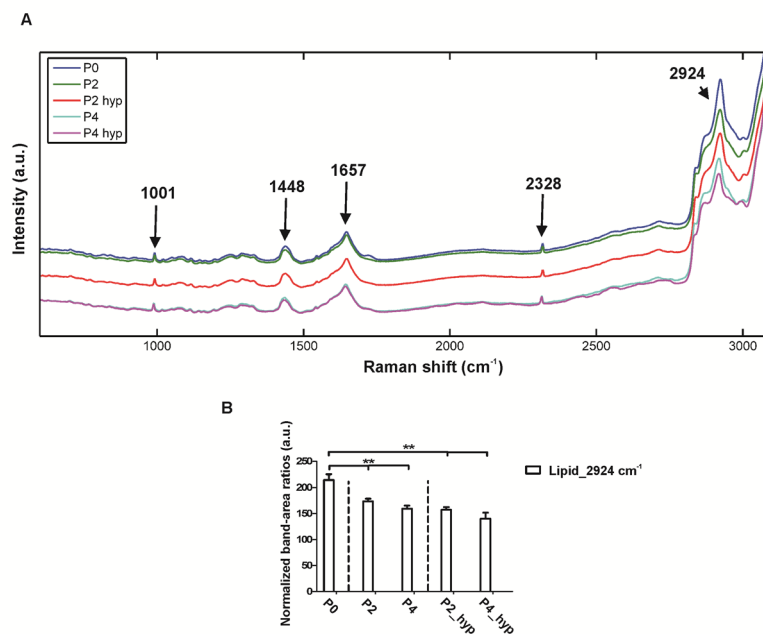 A
P0
P2
P2 hyp
P4
P4 hyp
1001
1448
1657
2328
2924
Intensity (a.u.)
1000
1500
2000
2500
3000
Raman shift (cm-1)
B
**
**
Normalized band-area ratios (a.u.)
250
200
150
100
50
0
P0
P2
P4
P2_hyp
P4_hyp
Lipid_2924 cm-1